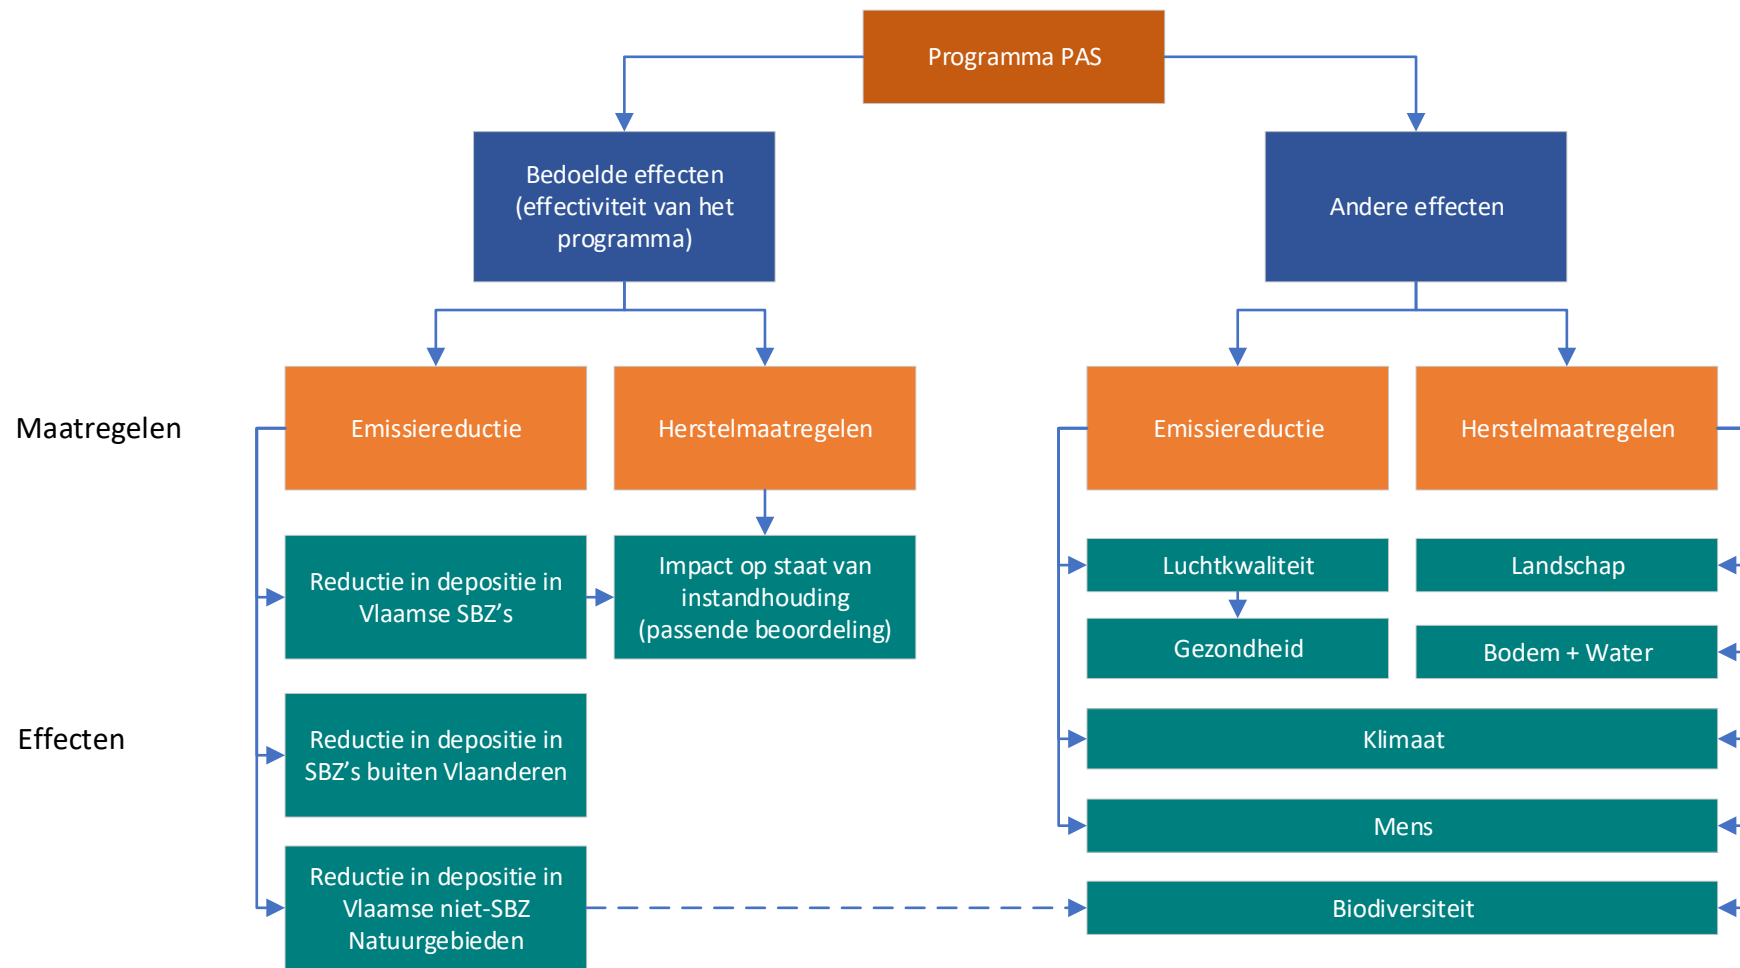 Programma PAS
Bedoelde effecten
(effectiviteit van het
programma)
Andere effecten
Maatregelen
Emissiereductie
Herstelmaatregelen
Emissiereductie
Herstelmaatregelen
Reductie in depositie in
Vlaamse SBZ’s
Impact op staat van
instandhouding
(passende beoordeling)
Luchtkwaliteit
Landschap
Gezondheid
Bodem + Water
Effecten
Reductie in depositie in
SBZ’s buiten Vlaanderen
Klimaat
Mens
Reductie in depositie in
Vlaamse niet-SBZ
Natuurgebieden
Biodiversiteit